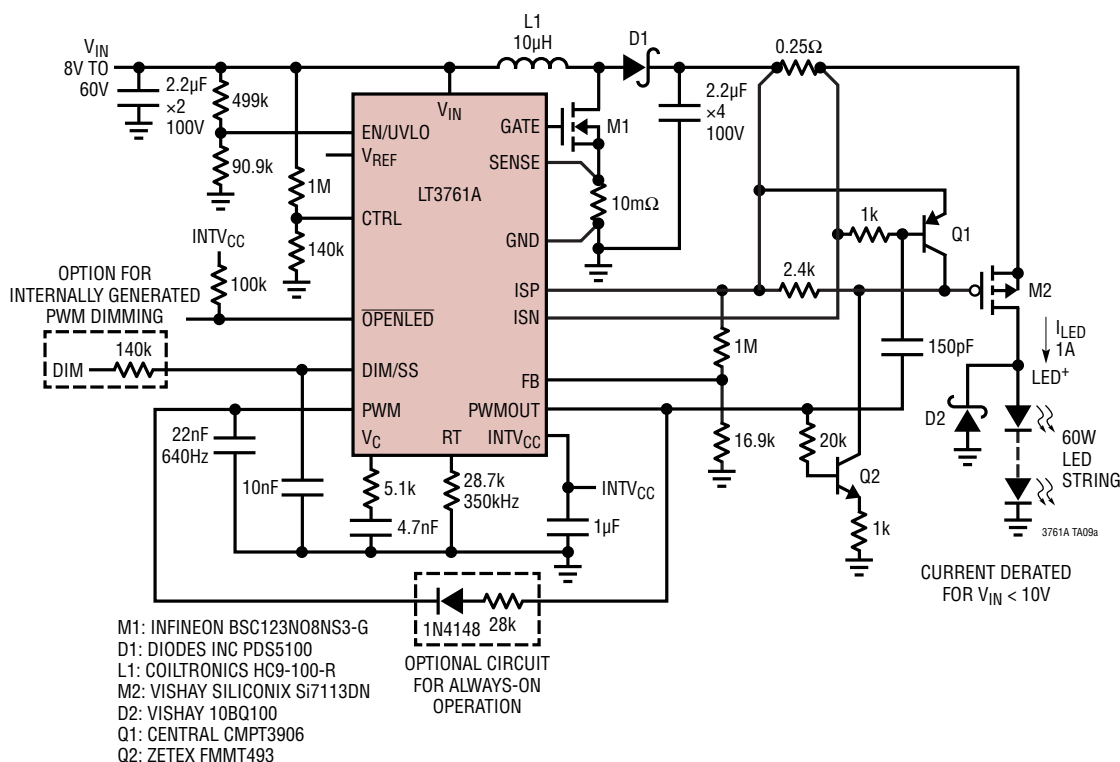 L1
10µH
D1
0.25Ω
VIN
8V TO
60V
2.2µF
×2
100V
499k
90.9k
1M
140k
VIN
EN/UVLO
VREF
LT3761A
CTRL
GATE
SENSE
GND
M1
10mΩ
2.2µF
×4
100V
1k
Q1
INTVCC
100k
OPTION FOR
INTERNALLY GENERATED
PWM DIMMING
DIM
140k
OPENLED
DIM/SS
PWM
VC
RT
ISP
ISN
FB
PWMOUT
INTVCC
2.4k
M2
ILED
1A
LED+
1M
16.9k
150pF
D2
60W
LED
STRING
20k
Q2
1k
22nF
640Hz
10nF
5.1k
4.7nF
28.7k
350kHz
INTVCC
1µF
3761A TA09a
CURRENT DERATED
FOR VIN < 10V
1N4148
28k
OPTIONAL CIRCUIT
FOR ALWAYS-ON
OPERATION
M1: INFINEON BSC123NO8NS3-G
D1: DIODES INC PDS5100
L1: COILTRONICS HC9-100-R
M2: VISHAY SILICONIX Si7113DN
D2: VISHAY 10BQ100
Q1: CENTRAL CMPT3906
Q2: ZETEX FMMT493